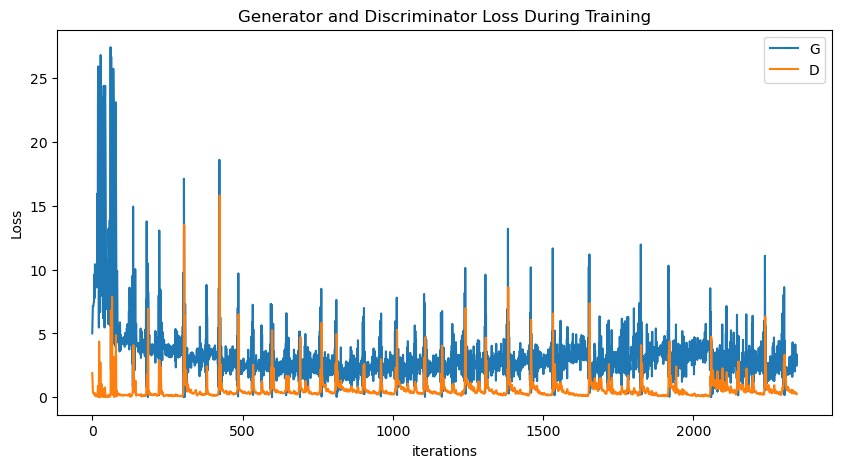 Generator and Discriminator Loss During Training
G
D
Loss
25
20
15
10
5
0
0 500 1000 1500 2000
iterations